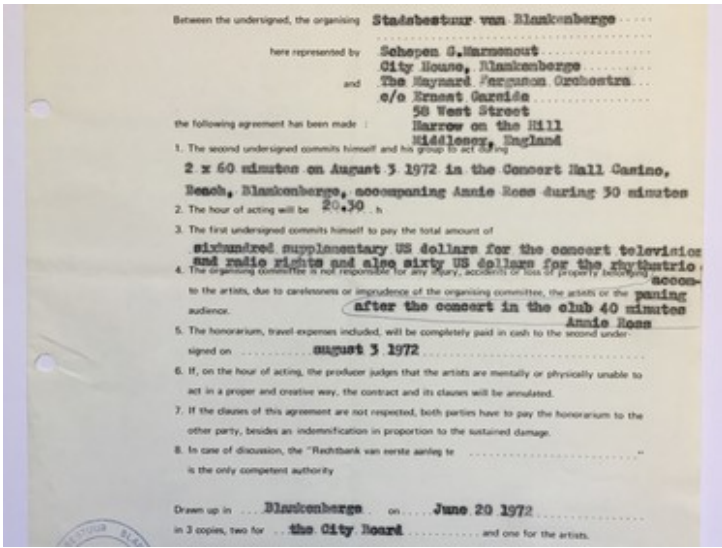 Between the undersigned, the organising Stadsbestuur van Blankenberge
here represented by Schepen G.Marmenout
City House, Blankenberge
and The Maynard Ferguson Orchestra
c/o Ernest Garside
58 West Street
Harrow on the Hill
the following agreement has been made : Middlesex, England
1. The second undersigned commits himself and his group to act during
2 x 60 minutes on August 3 1972 in the Concert Hall Casino,
Beach, Blankenberge, accompaning Annie Ross during 30 minutes
2. The hour of acting will be 20.30 h
3. The first undersigned commits himself to pay the total amount of
sixhundred supplementary US dollars for the concert television
and radio rights and also sixty US dollars for the rhythmtrio
4. The organising committee is not responsible for any injury, accidents or loss of property belonging accom-
to the artists, due to carelessness or imprudence of the organising committee, the artists or the paning
audience. after the concert in the club 40 minutes
Annie Ross
5. The honorarium, travel-expenses included, will be completely paid in cash to the second under-
signed on august 3 1972
6. If, on the hour of acting, the producer judges that the artists are mentally or physically unable to
act in a proper and creative way, the contract and its clauses will be annulated.
7. If the clauses of this agreement are not respected, both parties have to pay the honorarium to the
other party, besides an indemnification in proportion to the sustained damage.
8. In case of discussion, the "Rechtbank van eerste aanleg te "
is the only competent authority
Drawn up in Blankenberge on June 20 1972
in 3 copies, two for the City Board and one for the artists.